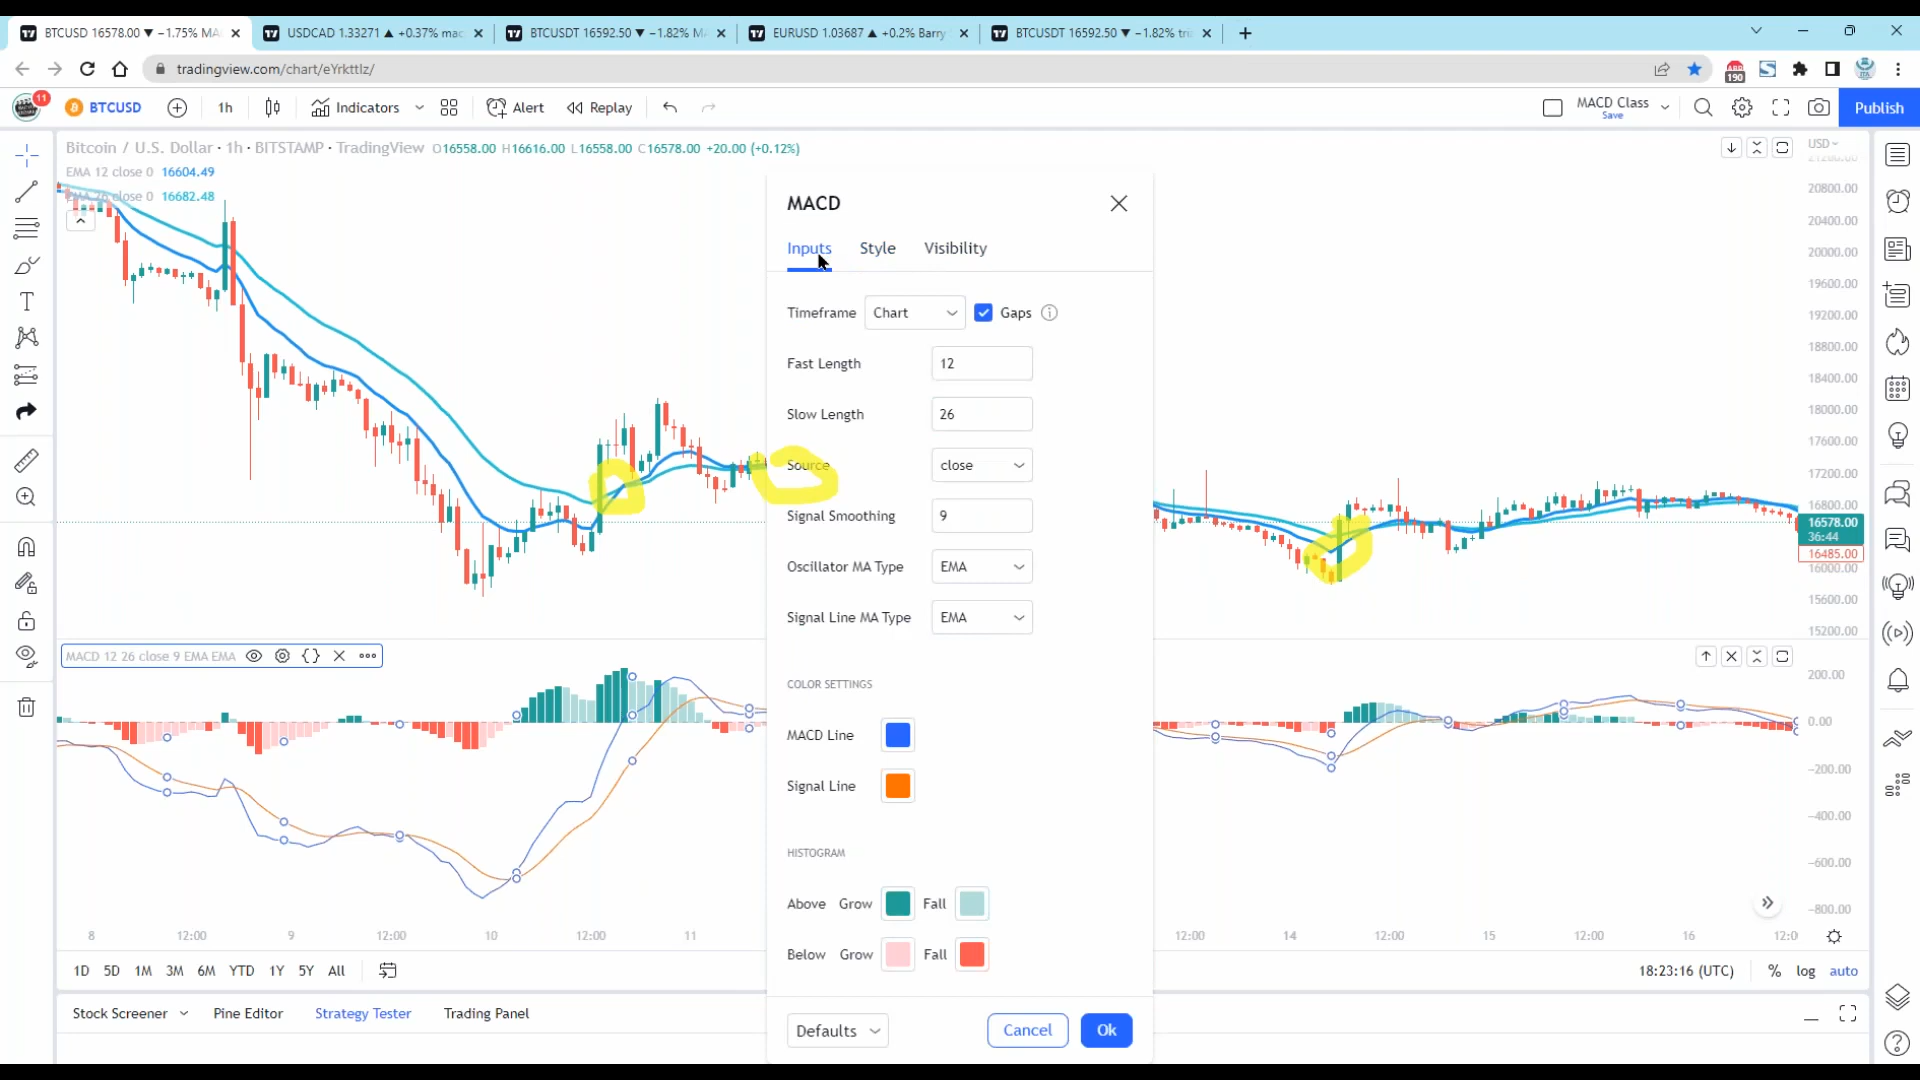 BTCUSD 16578.00 ▼ −1.75% MA
USDCAD 1.33271 ▲ +0.37% mac
BTCUSDT 16592.50 ▼ −1.82% M
EURUSD 1.03687 ▲ +0.2% Barry
BTCUSDT 16592.50 ▼ −1.82% tr
tradingview.com/chart/eYrkttlz/
190
11
BTCUSD
1h
Indicators
Alert
Replay
MACD Class
Save
Publish
Bitcoin / U.S. Dollar · 1h · BITSTAMP · TradingView O16558.00 H16616.00 L16558.00 C16578.00 +20.00 (+0.12%)
USD
EMA 12 close 0 16604.49
EMA 26 close 0 16682.48
20800.00
20400.00
20000.00
19600.00
19200.00
18800.00
18400.00
18000.00
17600.00
17200.00
16800.00
16578.00
36:44
16485.00
16000.00
15600.00
15200.00
MACD
Inputs
Style
Visibility
Timeframe Chart Gaps
Fast Length 12
Slow Length 26
Source close
Signal Smoothing 9
Oscillator MA Type EMA
Signal Line MA Type EMA
COLOR SETTINGS
MACD Line
Signal Line
HISTOGRAM
Above Grow Fall
Below Grow Fall
Defaults
Cancel
Ok
MACD 12 26 close 9 EMA EMA
200.00
0.00
−200.00
−400.00
−600.00
−800.00
8 12:00 9 12:00 10 12:00 11 12:00 14 12:00 15 12:00 16 12:0
1D 5D 1M 3M 6M YTD 1Y 5Y All
18:23:16 (UTC) % log auto
Stock Screener
Pine Editor
Strategy Tester
Trading Panel